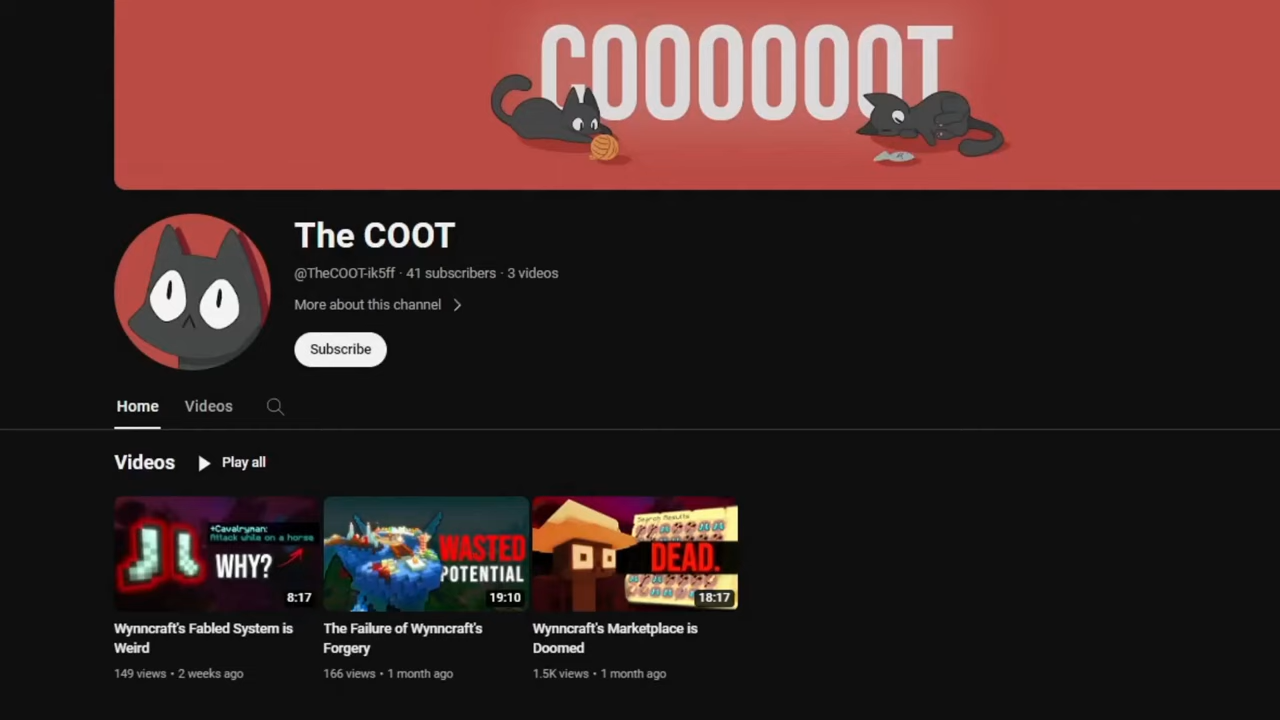 COOOOOOT
The COOT
@TheCOOT-ik5ff · 41 subscribers · 3 videos
More about this channel
Subscribe
Home
Videos
Videos
Play all
+Cavalryman:
Attack while on a horse
WHY?
8:17
WASTED
POTENTIAL
19:10
Search Results
DEAD.
18:17
Wynncraft's Fabled System is
Weird
149 views • 2 weeks ago
The Failure of Wynncraft's
Forgery
166 views • 1 month ago
Wynncraft's Marketplace is
Doomed
1.5K views • 1 month ago